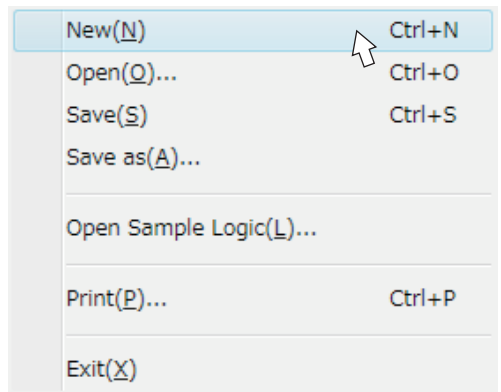 New(N) Ctrl+N
Open(O)... Ctrl+O
Save(S) Ctrl+S
Save as(A)...
Open Sample Logic(L)...
Print(P)... Ctrl+P
Exit(X)